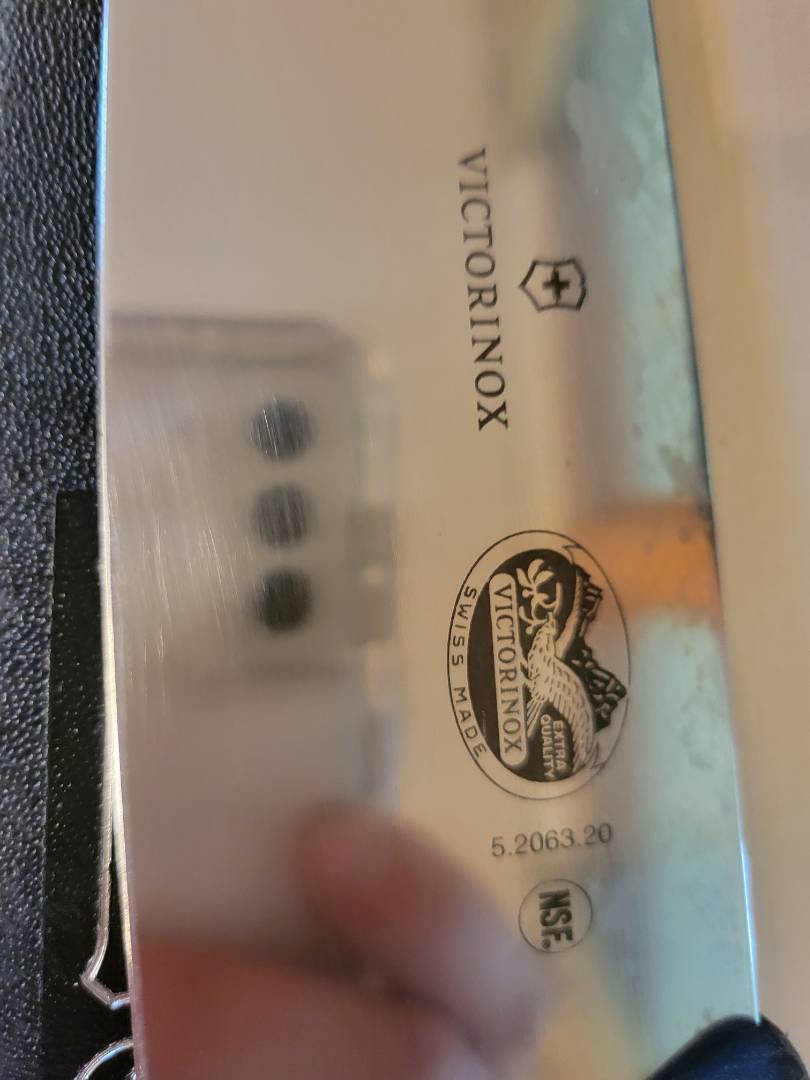 VICTORINOX
SWISS MADE
VICTORINOX
EXTRA
QUALITY
5.2063.20
NSF.